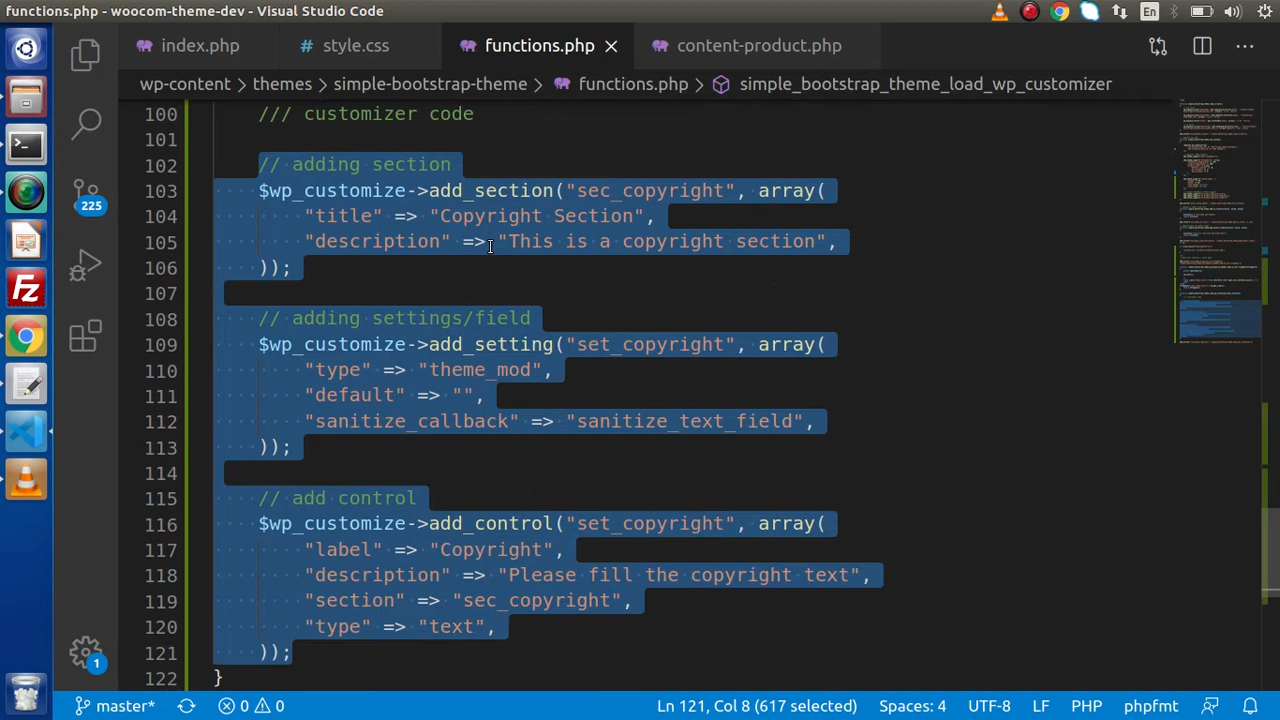 functions.php - woocom-theme-dev - Visual Studio Code
En
index.php
# style.css
functions.php
content-product.php
wp-content > themes > simple-bootstrap-theme > functions.php > simple_bootstrap_theme_load_wp_customizer
100 /// customizer code
101
102 // adding section
103 $wp_customize->add_section("sec_copyright", array(
104 "title" => "Copyright Section",
105 "description" => "This is a copyright section",
106 ));
107
108 // adding settings/field
109 $wp_customize->add_setting("set_copyright", array(
110 "type" => "theme_mod",
111 "default" => "",
112 "sanitize_callback" => "sanitize_text_field",
113 ));
114
115 // add control
116 $wp_customize->add_control("set_copyright", array(
117 "label" => "Copyright",
118 "description" => "Please fill the copyright text",
119 "section" => "sec_copyright",
120 "type" => "text",
121 ));
122 }
225
1
Fz
master* 0 0 Ln 121, Col 8 (617 selected) Spaces: 4 UTF-8 LF PHP phpfmt